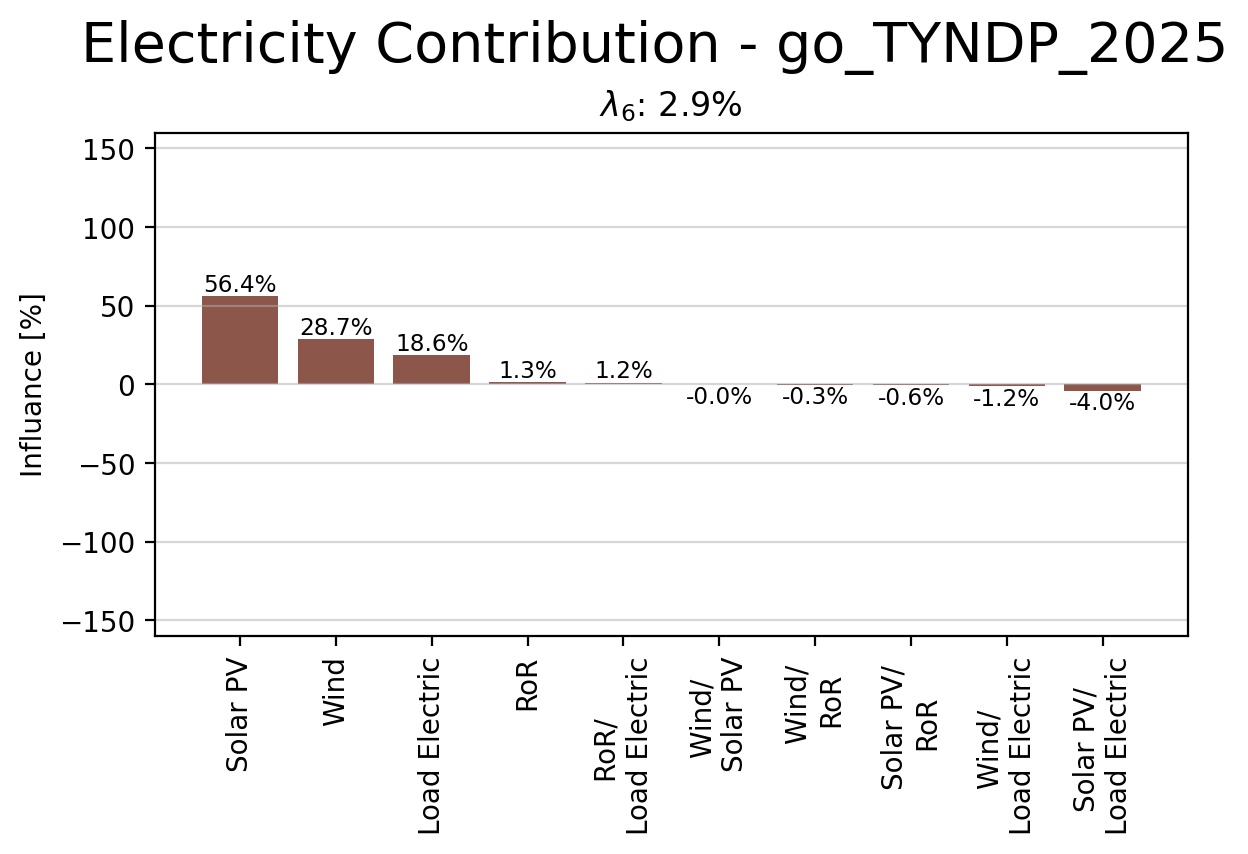 Electricity Contribution - go_TYNDP_2025
λ₆: 2.9%
Influance [%]
150
100
50
0
−50
−100
−150
56.4%
28.7%
18.6%
1.3%
1.2%
-0.0%
-0.3%
-0.6%
-1.2%
-4.0%
Solar PV
Wind
Load Electric
RoR
RoR/
Load Electric
Wind/
Solar PV
Wind/
RoR
Solar PV/
RoR
Wind/
Load Electric
Solar PV/
Load Electric